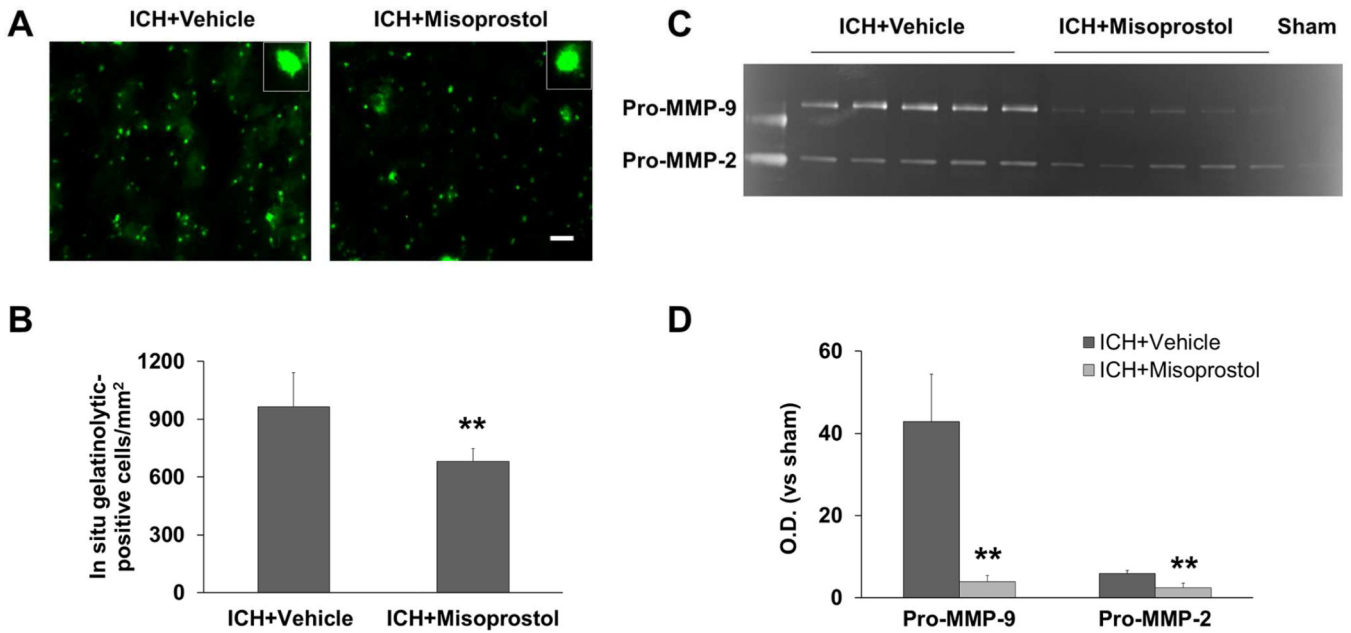 A
ICH+Vehicle
ICH+Misoprostol
B
In situ gelatinolytic-
positive cells/mm²
1200
900
600
300
0
**
ICH+Vehicle
ICH+Misoprostol
C
ICH+Vehicle
ICH+Misoprostol
Sham
Pro-MMP-9
Pro-MMP-2
D
O.D. (vs sham)
60
40
20
0
ICH+Vehicle
ICH+Misoprostol
**
**
Pro-MMP-9
Pro-MMP-2